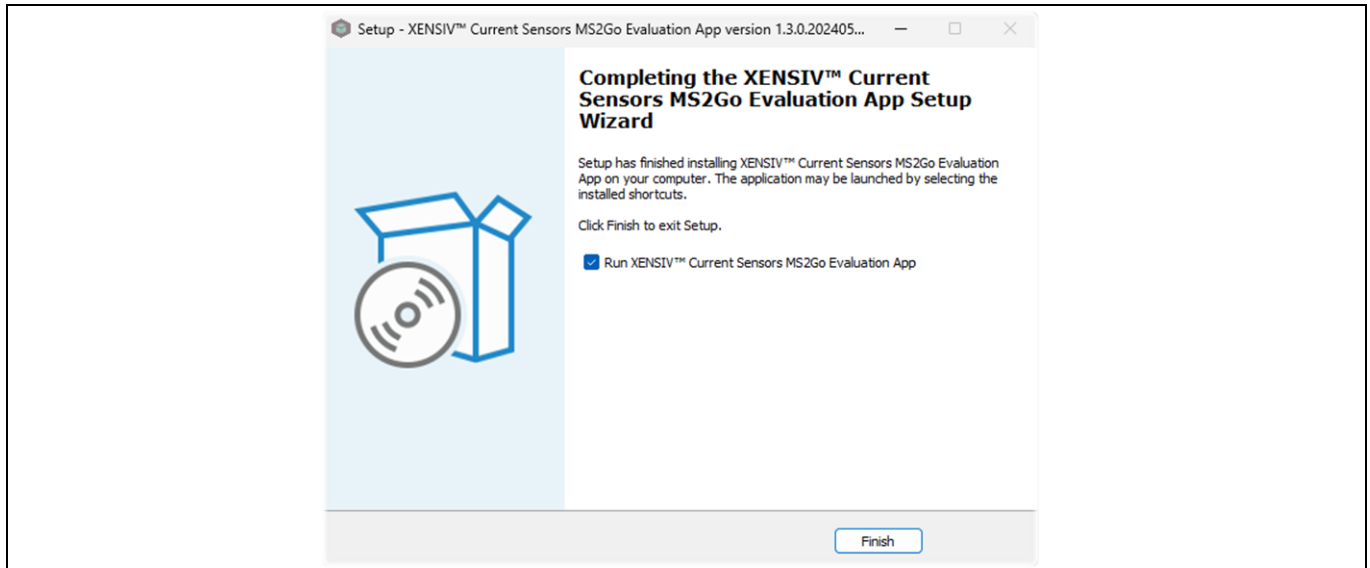 Setup - XENSIV™ Current Sensors MS2Go Evaluation App version 1.3.0.202405...
Completing the XENSIV™ Current
Sensors MS2Go Evaluation App Setup
Wizard
Setup has finished installing XENSIV™ Current Sensors MS2Go Evaluation
App on your computer. The application may be launched by selecting the
installed shortcuts.
Click Finish to exit Setup.
Run XENSIV™ Current Sensors MS2Go Evaluation App
Finish